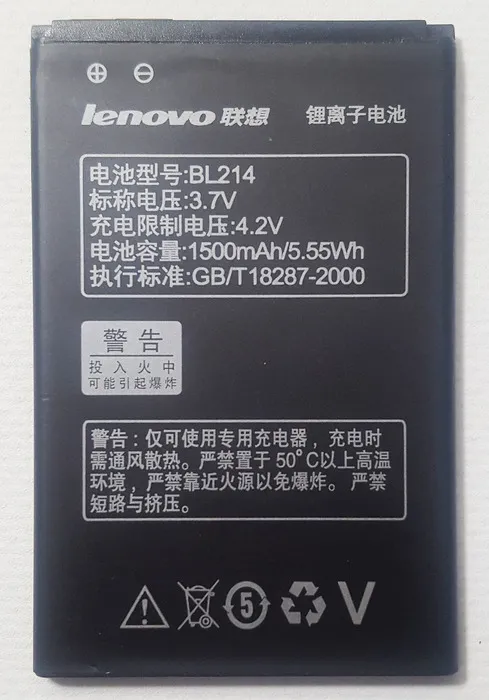 ⊕ ⊖
lenovo 联想 锂离子电池
电池型号:BL214
标称电压:3.7V
充电限制电压:4.2V
电池容量:1500mAh/5.55Wh
执行标准:GB/T18287-2000
警告
投入火中
可能引起爆炸
警告:仅可使用专用充电器，充电时
需通风散热。严禁置于50°C以上高温
环境，严禁靠近火源以免爆炸。严禁
短路与挤压。
5 V